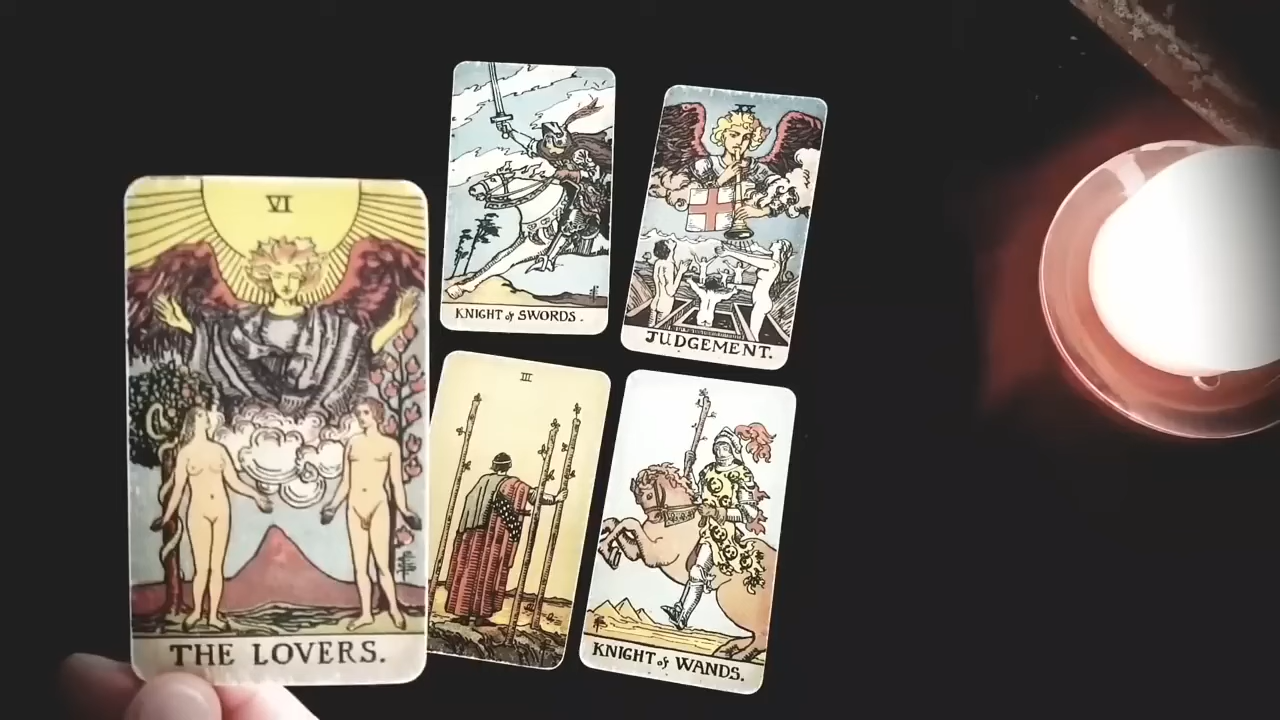 VI
THE LOVERS.
KNIGHT of SWORDS.
XX
JUDGEMENT.
III
KNIGHT of WANDS.